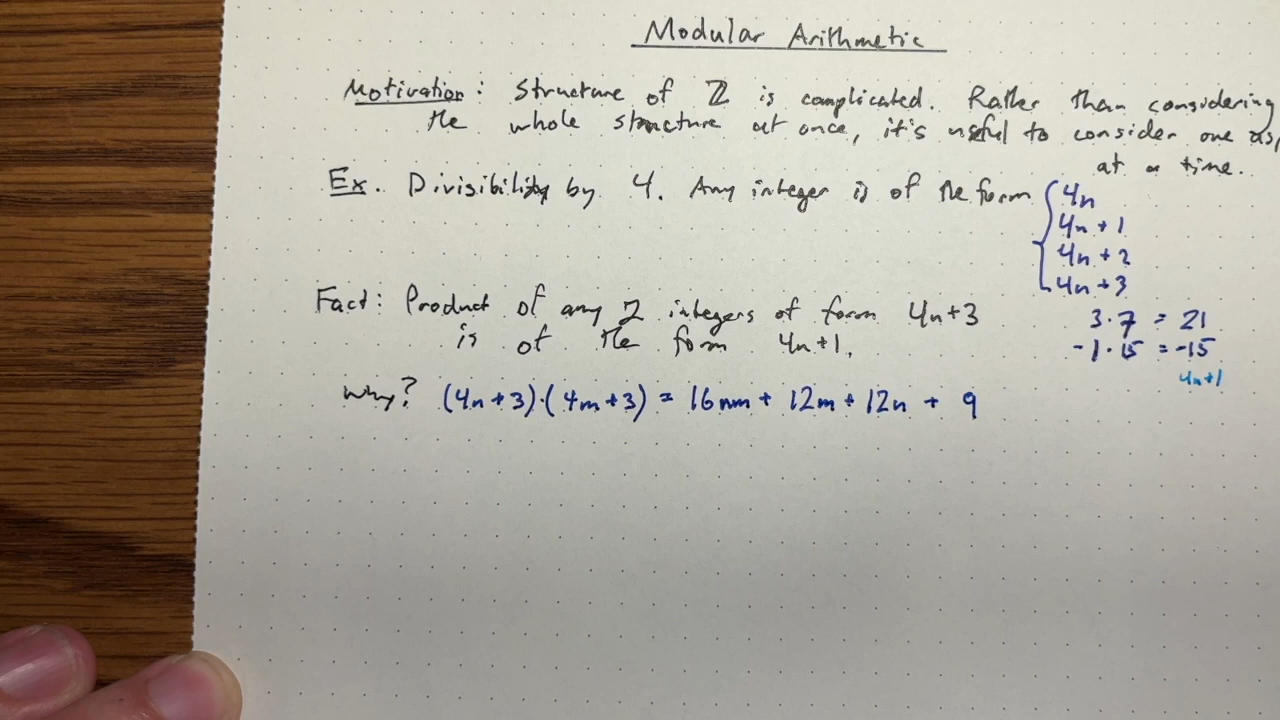 Modular Arithmetic
Motivation: Structure of ℤ is complicated. Rather than considering
the whole structure at once, it's useful to consider one
at a time.
Ex. Divisibility by 4. Any integer is of the form { 4n
4n + 1
4n + 2
4n + 3
Fact: Product of any 2 integers of form 4n+3
is of the form 4n+1.
3·7 = 21
-1·15 = -15
4n+1
Why? (4n+3)·(4m+3) = 16nm + 12m + 12n + 9